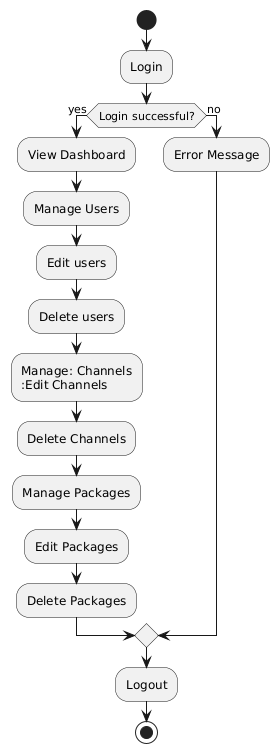 Login
Login successful?
yes
no
View Dashboard
Error Message
Manage Users
Edit users
Delete users
Manage: Channels
:Edit Channels
Delete Channels
Manage Packages
Edit Packages
Delete Packages
Logout